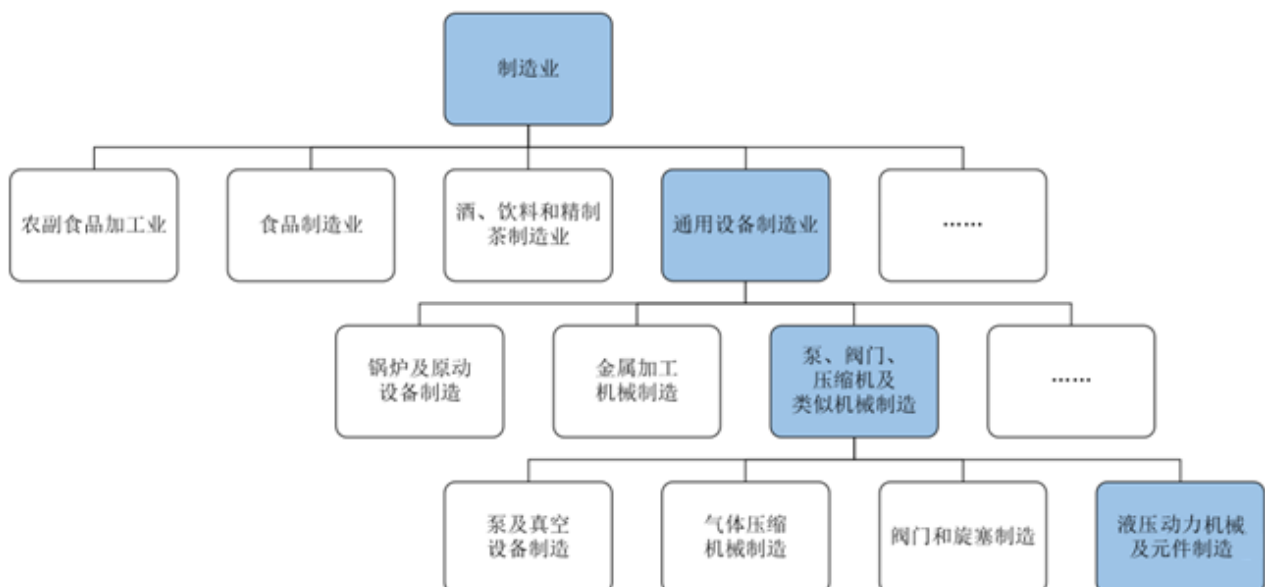 制造业
农副食品加工业
食品制造业
酒、饮料和精制
茶制造业
通用设备制造业
······
锅炉及原动
设备制造
金属加工
机械制造
泵、阀门、
压缩机及
类似机械制造
······
泵及真空
设备制造
气体压缩
机械制造
阀门和旋塞制造
液压动力机械
及元件制造